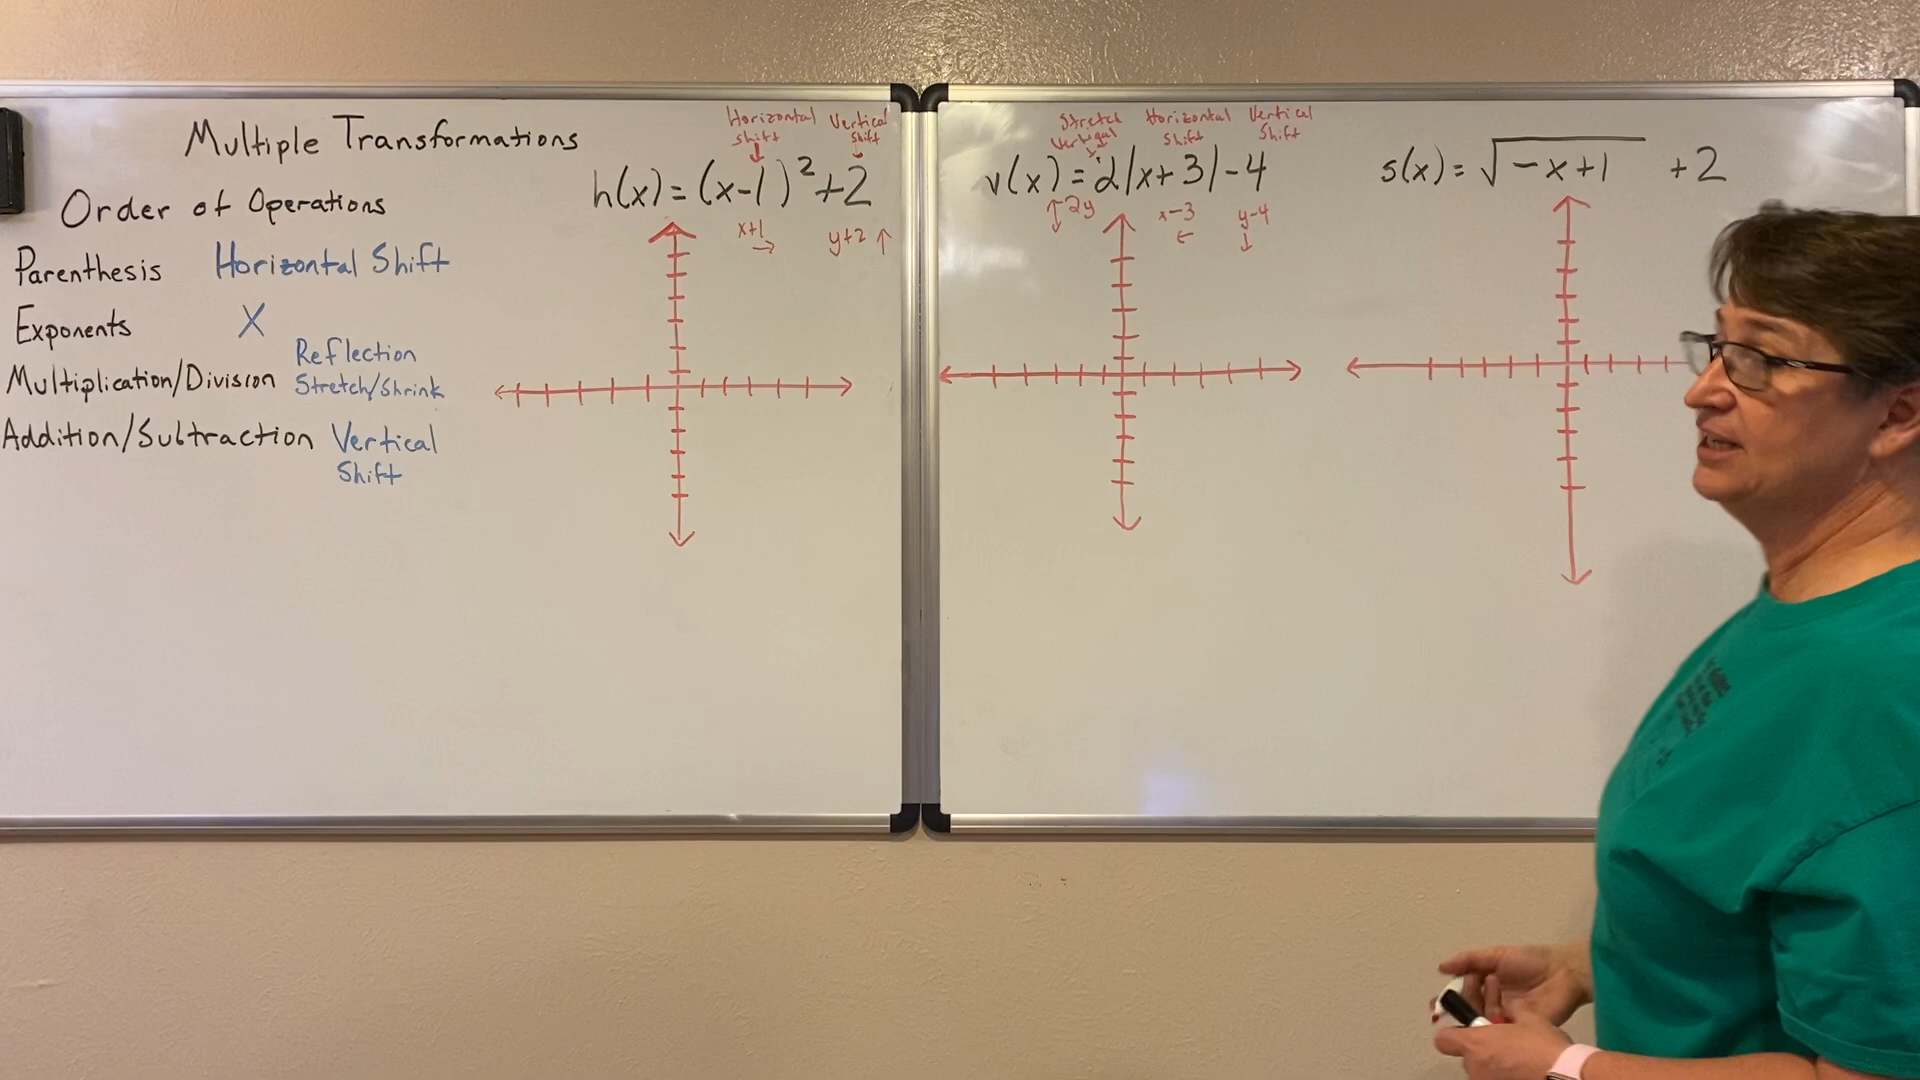 Multiple Transformations
Order of Operations
Parenthesis Horizontal Shift
Exponents X
Multiplication/Division Reflection
Stretch/Shrink
Addition/Subtraction Vertical
Shift
Horizontal
Shift
Vertical
Shift
h(x) = (x-1)² +2
x+1 →
y+2 ↑
Stretch
Vertical
Horizontal
Shift
Vertical
Shift
v(x) = 2|x+3|-4
↕ 2y
x-3
←
y-4
↓
s(x) = √(-x+1) +2